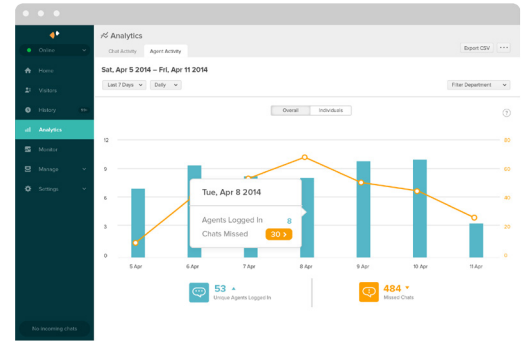 Analytics
Chat Activity Agent Activity Export CSV
Online
Home
Visitors
History
Analytics
Monitor
Manage
Settings
No incoming chats
Sat, Apr 5 2014 – Fri, Apr 11 2014
Last 7 Days Daily Filter Department
Overall Individuals
?
12 80
9 60
6 40
3 20
0 0
Tue, Apr 8 2014
Agents Logged In 8
Chats Missed 30 >
5 Apr 6 Apr 7 Apr 8 Apr 9 Apr 10 Apr 11 Apr
53
Unique Agents Logged In
484
Missed Chats